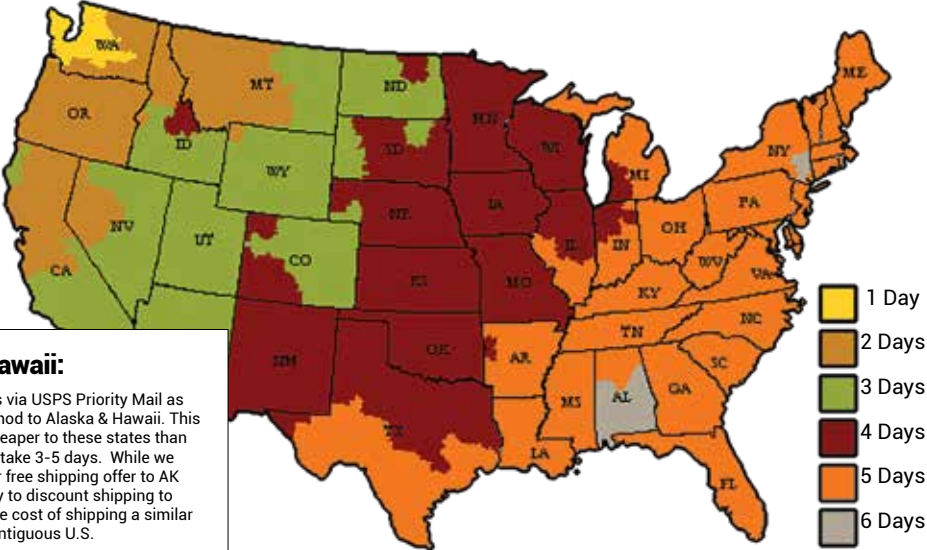 WA
MT
ND
MN
ME
OR
ID
SD
WI
NY
MI
WY
IA
PA
NE
NV
UT
CO
IL
IN
OH
WV
VA
CA
KS
MO
KY
NC
TN
NM
OK
AR
SC
MS
AL
GA
TX
LA
FL
1 Day
2 Days
3 Days
4 Days
5 Days
6 Days
awaii:
s via USPS Priority Mail as
nod to Alaska & Hawaii. This
eaper to these states than
take 3-5 days. While we
r free shipping offer to AK
y to discount shipping to
e cost of shipping a similar
ntiguous U.S.